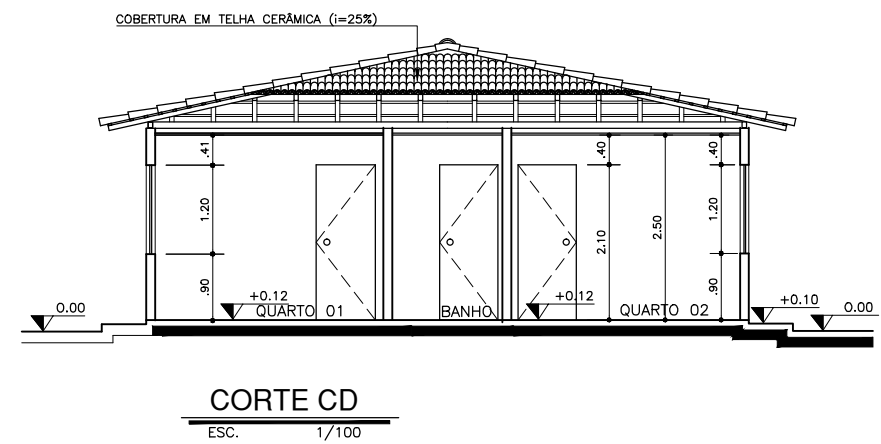 COBERTURA EM TELHA CERÂMICA (i=25%)
.41
.40
.40
1.20
2.10
2.50
1.20
.90
.90
0.00
+0.12
+0.12
+0.10
0.00
QUARTO 01
BANHO
QUARTO 02
CORTE CD
ESC. 1/100